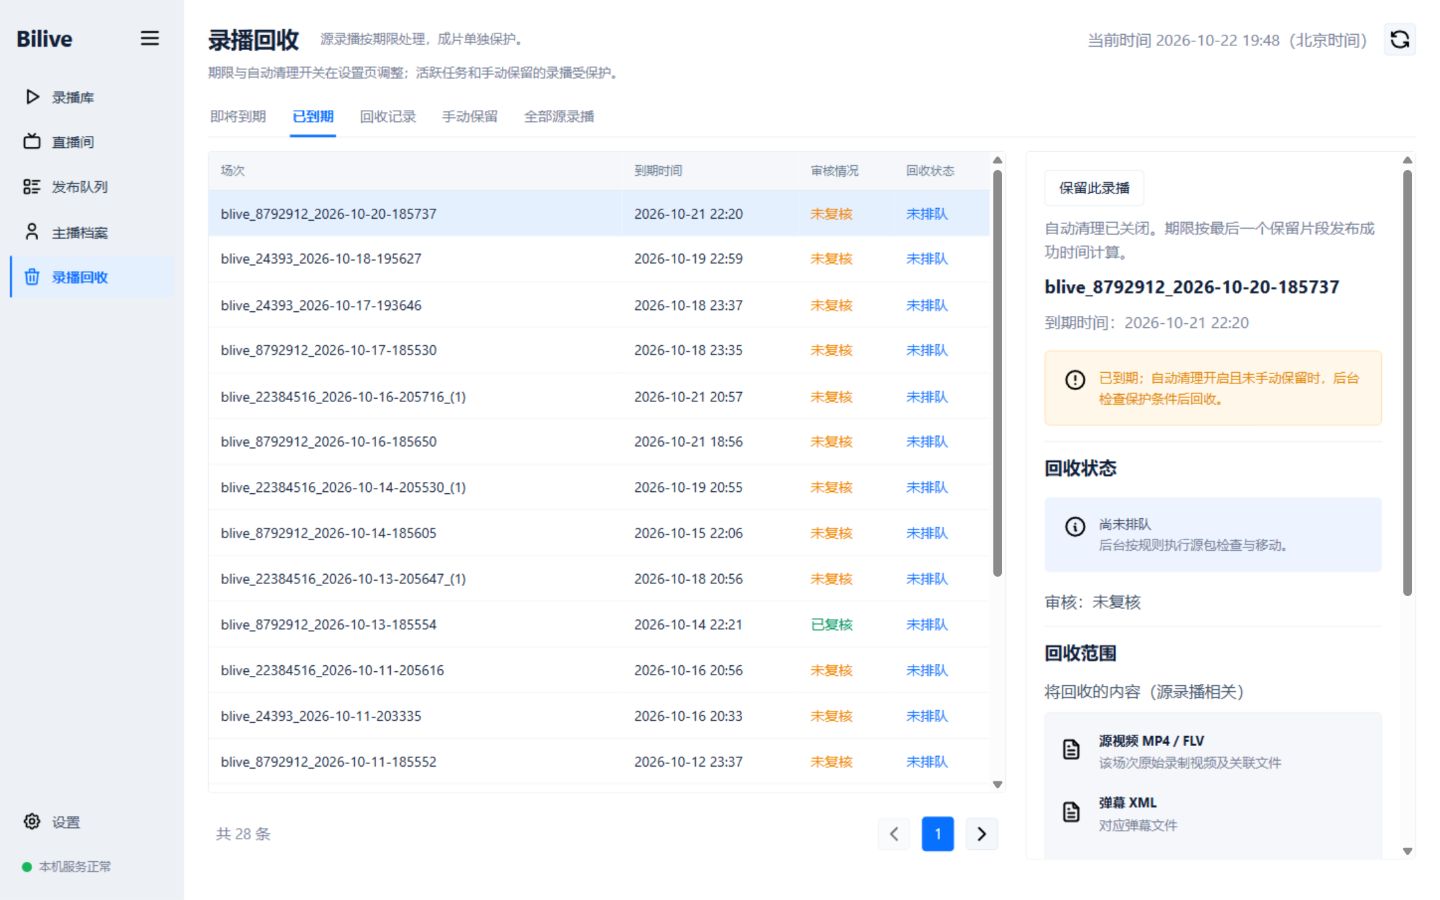 Bilive
录播库
直播间
发布队列
主播档案
录播回收
设置
本机服务正常
录播回收 源录播按期限处理，成片单独保护。
当前时间 2026-10-22 19:48（北京时间）
期限与自动清理开关在设置页调整；活跃任务和手动保留的录播受保护。
即将到期 已到期 回收记录 手动保留 全部源录播
场次 到期时间 审核情况 回收状态
blive_8792912_2026-10-20-185737 2026-10-21 22:20 未复核 未排队
blive_24393_2026-10-18-195627 2026-10-19 22:59 未复核 未排队
blive_24393_2026-10-17-193646 2026-10-18 23:37 未复核 未排队
blive_8792912_2026-10-17-185530 2026-10-18 23:35 未复核 未排队
blive_22384516_2026-10-16-205716_(1) 2026-10-21 20:57 未复核 未排队
blive_8792912_2026-10-16-185650 2026-10-21 18:56 未复核 未排队
blive_22384516_2026-10-14-205530_(1) 2026-10-19 20:55 未复核 未排队
blive_8792912_2026-10-14-185605 2026-10-15 22:06 未复核 未排队
blive_22384516_2026-10-13-205647_(1) 2026-10-18 20:56 未复核 未排队
blive_8792912_2026-10-13-185554 2026-10-14 22:21 已复核 未排队
blive_22384516_2026-10-11-205616 2026-10-16 20:56 未复核 未排队
blive_24393_2026-10-11-203335 2026-10-16 20:33 未复核 未排队
blive_8792912_2026-10-11-185552 2026-10-12 23:37 未复核 未排队
共 28 条
1
保留此录播
自动清理已关闭。期限按最后一个保留片段发布成
功时间计算。
blive_8792912_2026-10-20-185737
到期时间：2026-10-21 22:20
已到期；自动清理开启且未手动保留时，后台
检查保护条件后回收。
回收状态
尚未排队
后台按规则执行源包检查与移动。
审核：未复核
回收范围
将回收的内容（源录播相关）
源视频 MP4 / FLV
该场次原始录制视频及关联文件
弹幕 XML
对应弹幕文件